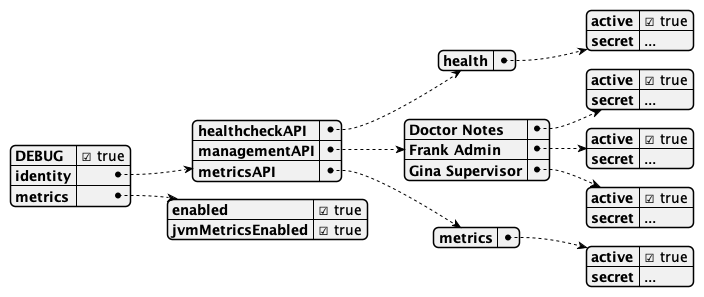 DEBUG ☑ true
identity
metrics
healthcheckAPI
managementAPI
metricsAPI
enabled ☑ true
jvmMetricsEnabled ☑ true
health
Doctor Notes
Frank Admin
Gina Supervisor
metrics
active ☑ true
secret ...
active ☑ true
secret ...
active ☑ true
secret ...
active ☑ true
secret ...
active ☑ true
secret ...